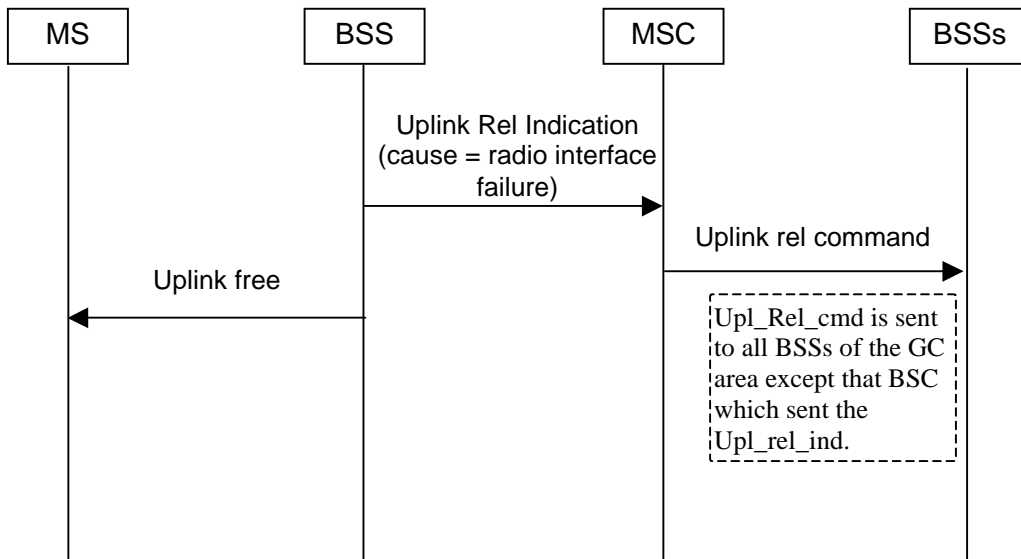 MS
BSS
MSC
BSSs
Uplink Rel Indication
(cause = radio interface
failure)
Uplink rel command
Uplink free
Upl_Rel_cmd is sent
to all BSSs of the GC
area except that BSC
which sent the
Upl_rel_ind.